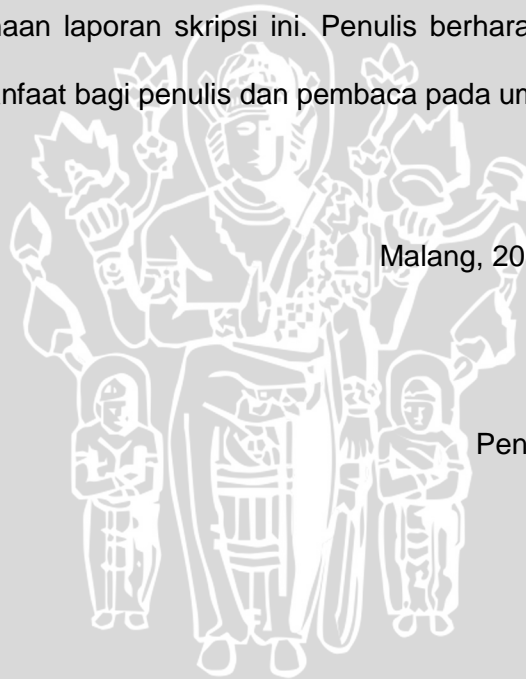 naan laporan skripsi ini. Penulis berhara
nfaat bagi penulis dan pembaca pada un
Malang, 20
Pen